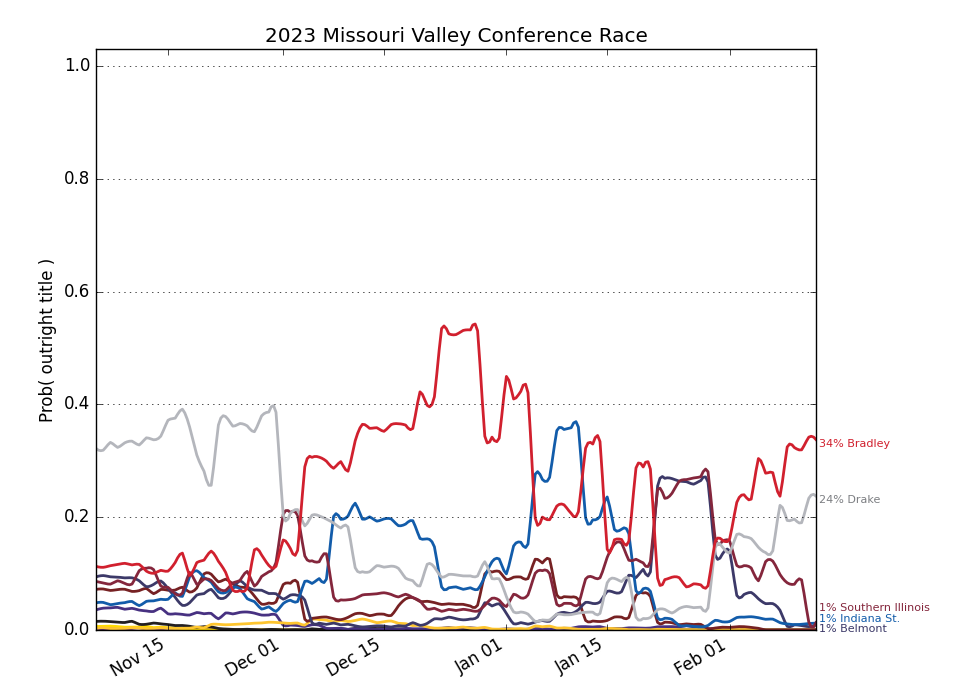 2023 Missouri Valley Conference Race
1.0
0.8
0.6
0.4
0.2
0.0
Prob( outright title )
34% Bradley
24% Drake
1% Southern Illinois
1% Indiana St.
1% Belmont
Nov 15
Dec 01
Dec 15
Jan 01
Jan 15
Feb 01